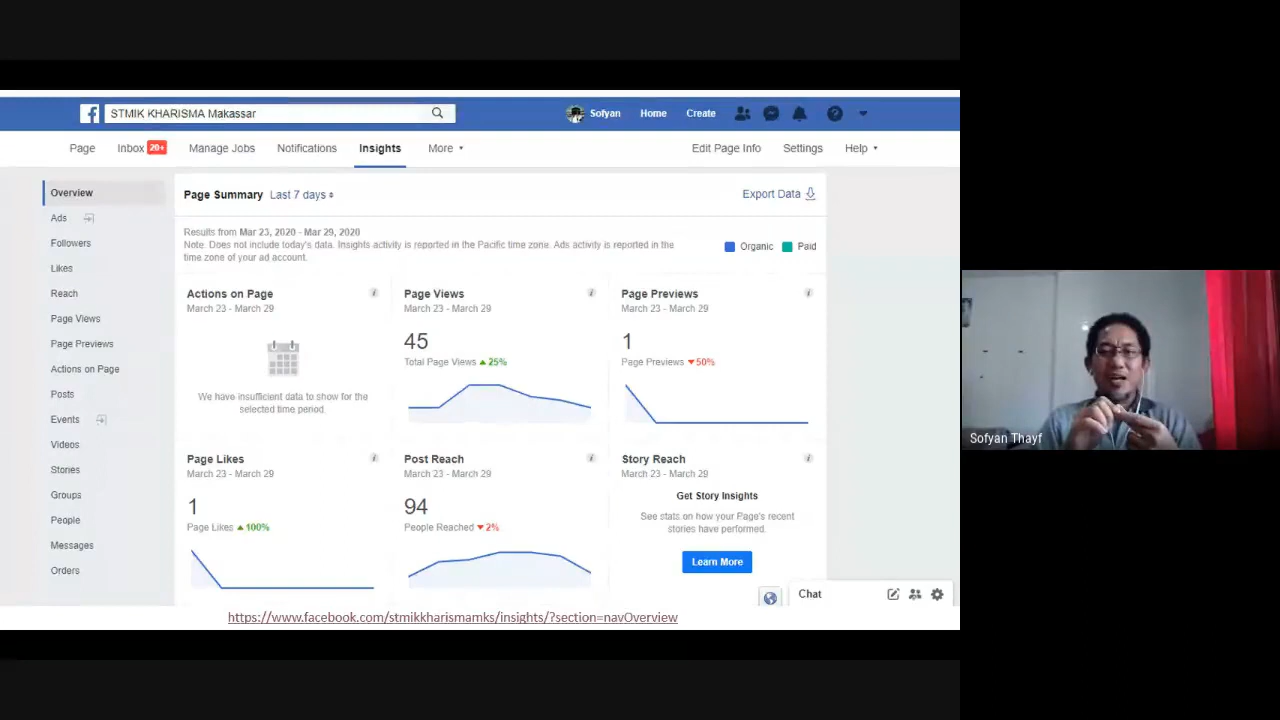 STMIK KHARISMA Makassar
Sofyan Home Create
Page Inbox 20+ Manage Jobs Notifications Insights More Edit Page Info Settings Help
Overview
Ads
Followers
Likes
Reach
Page Views
Page Previews
Actions on Page
Posts
Events
Videos
Stories
Groups
People
Messages
Orders
Page Summary Last 7 days
Export Data
Results from Mar 23, 2020 - Mar 29, 2020
Note. Does not include today's data. Insights activity is reported in the Pacific time zone. Ads activity is reported in the
time zone of your ad account.
Organic Paid
Actions on Page
March 23 - March 29
We have insufficient data to show for the
selected time period.
Page Views
March 23 - March 29
45
Total Page Views 25%
Page Previews
March 23 - March 29
1
Page Previews 50%
Page Likes
March 23 - March 29
1
Page Likes 100%
Post Reach
March 23 - March 29
94
People Reached 2%
Story Reach
March 23 - March 29
Get Story Insights
See stats on how your Page's recent
stories have performed.
Learn More
Chat
https://www.facebook.com/stmikkharismamks/insights/?section=navOverview
Sofyan Thayf